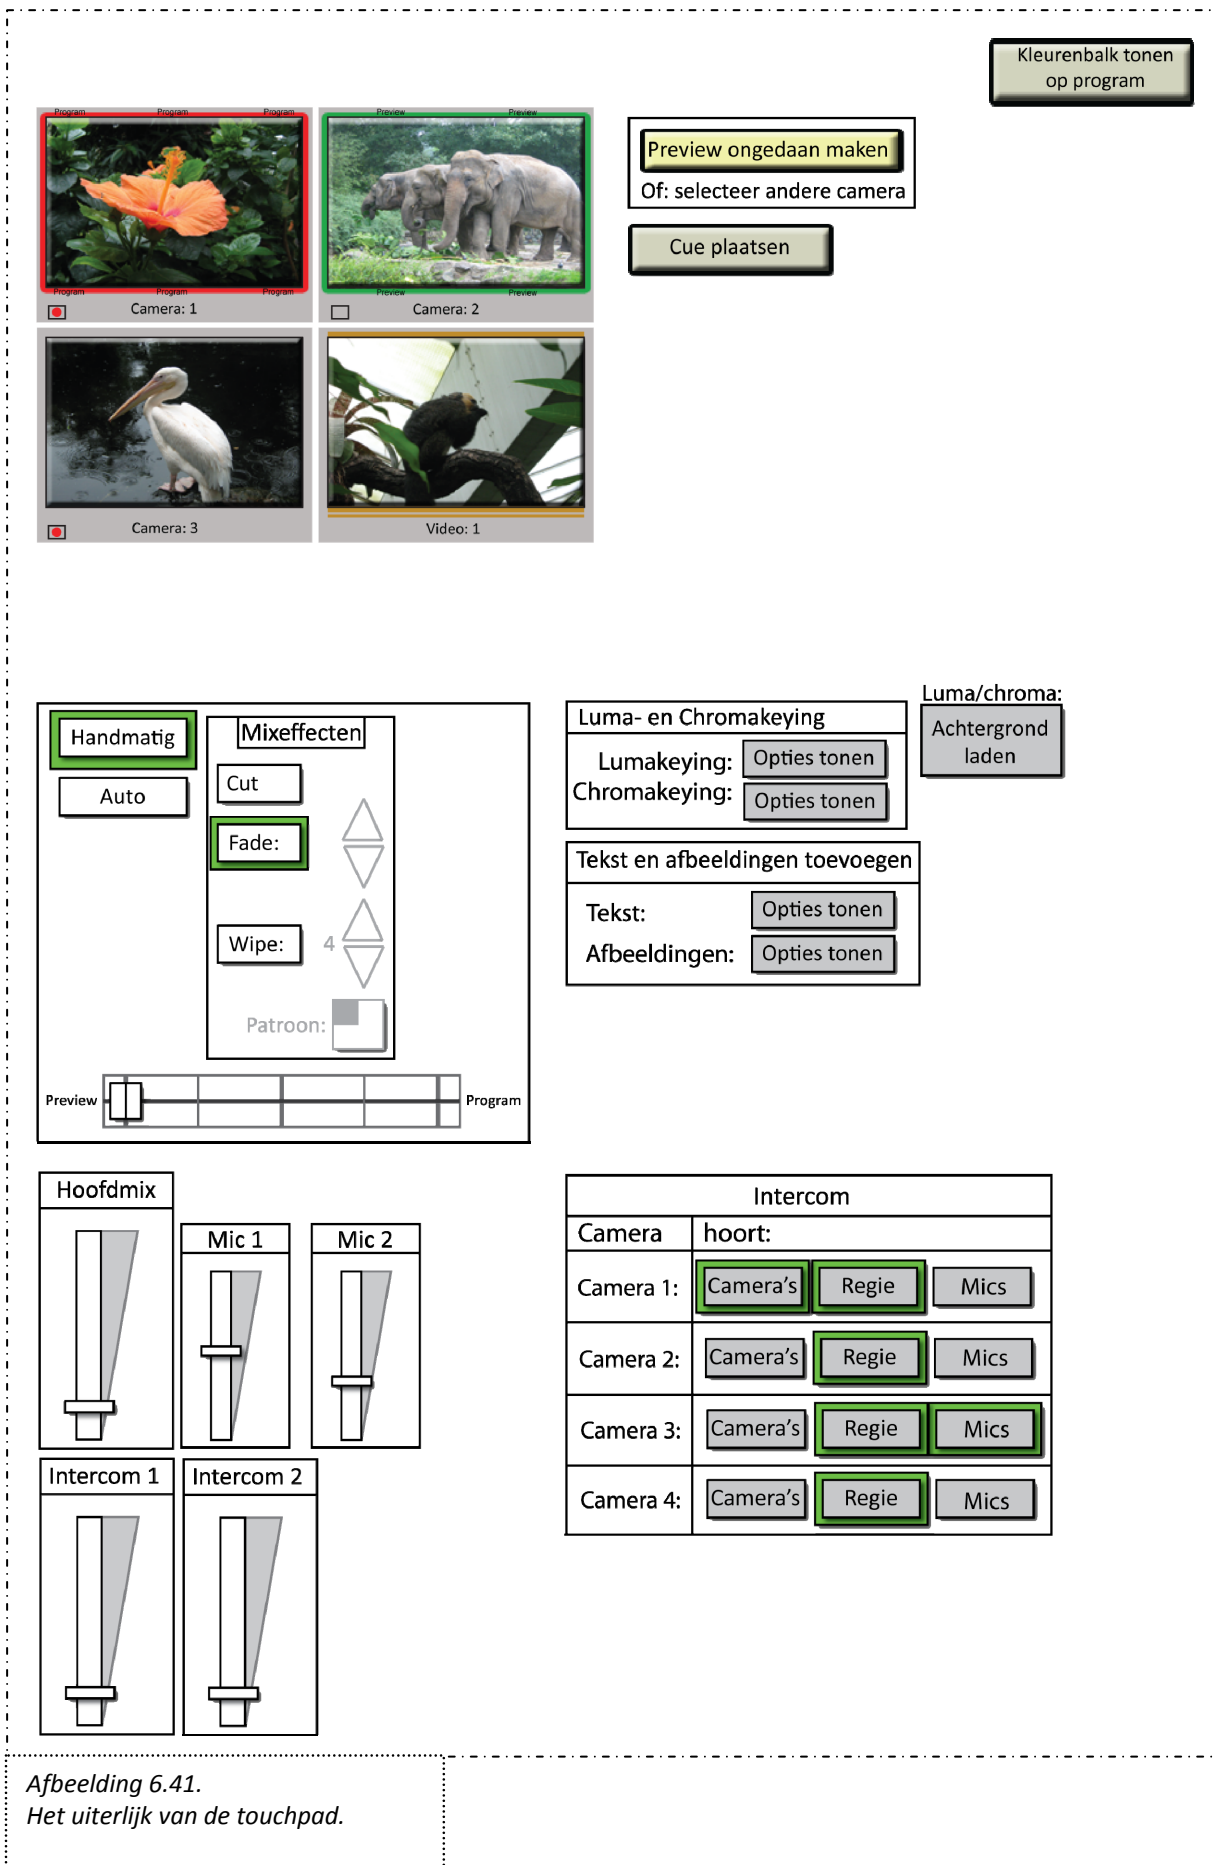 Kleurenbalk tonen
op program
Program Program Program
Preview Preview
Program Program Program
Preview Preview
Camera: 1
Camera: 2
Camera: 3
Video: 1
Preview ongedaan maken
Of: selecteer andere camera
Cue plaatsen
Handmatig
Auto
Mixeffecten
Cut
Fade:
Wipe: 4
Patroon:
Preview
Program
Luma- en Chromakeying
Lumakeying: Opties tonen
Chromakeying: Opties tonen
Luma/chroma:
Achtergrond
laden
Tekst en afbeeldingen toevoegen
Tekst: Opties tonen
Afbeeldingen: Opties tonen
Hoofdmix
Mic 1
Mic 2
Intercom 1
Intercom 2
Intercom
Camera hoort:
Camera 1: Camera's Regie Mics
Camera 2: Camera's Regie Mics
Camera 3: Camera's Regie Mics
Camera 4: Camera's Regie Mics
Afbeelding 6.41.
Het uiterlijk van de touchpad.